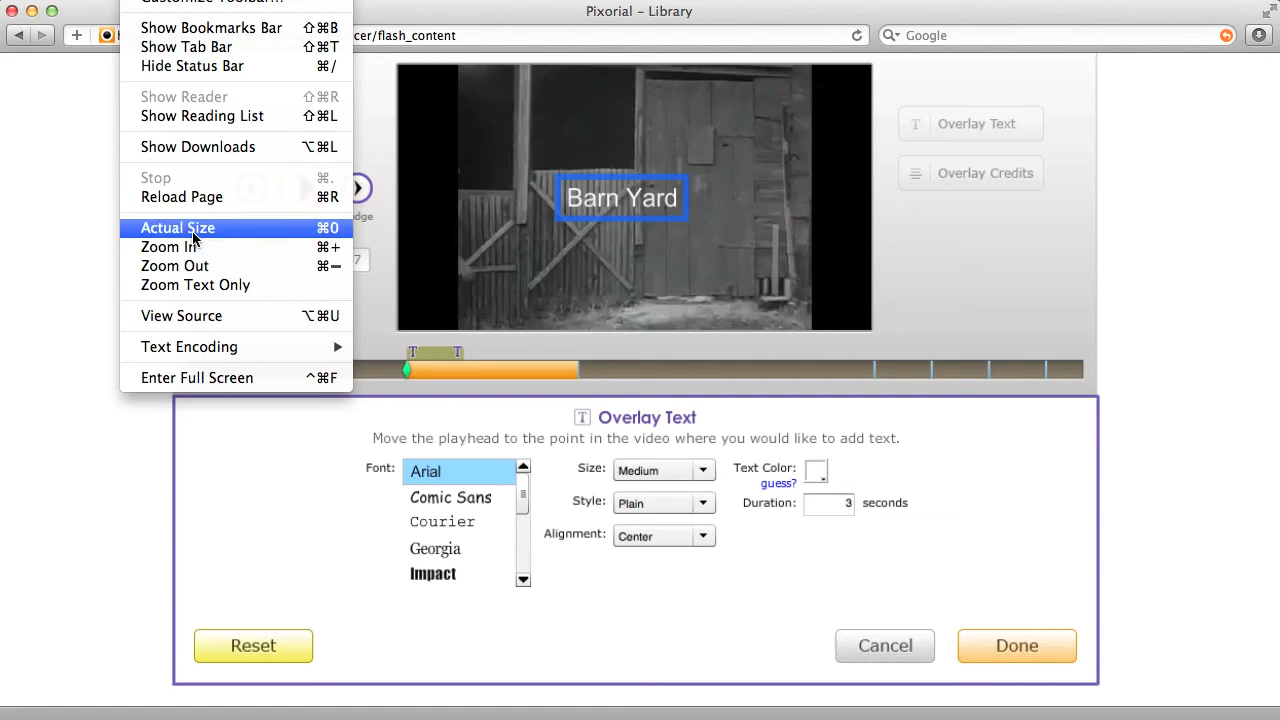 Pixorial – Library
cer/flash_content
Google
Show Bookmarks Bar ⇧⌘B
Show Tab Bar ⇧⌘T
Hide Status Bar ⌘/
Show Reader ⇧⌘R
Show Reading List ⇧⌘L
Show Downloads ⌥⌘L
Stop ⌘.
Reload Page ⌘R
Actual Size ⌘0
Zoom In ⌘+
Zoom Out ⌘–
Zoom Text Only
View Source ⌥⌘U
Text Encoding
Enter Full Screen ^⌘F
dge
7
Barn Yard
T Overlay Text
Overlay Credits
T T
T Overlay Text
Move the playhead to the point in the video where you would like to add text.
Font: Arial
Comic Sans
Courier
Georgia
Impact
Size: Medium
Style: Plain
Alignment: Center
Text Color:
guess?
Duration: 3 seconds
Reset
Cancel
Done